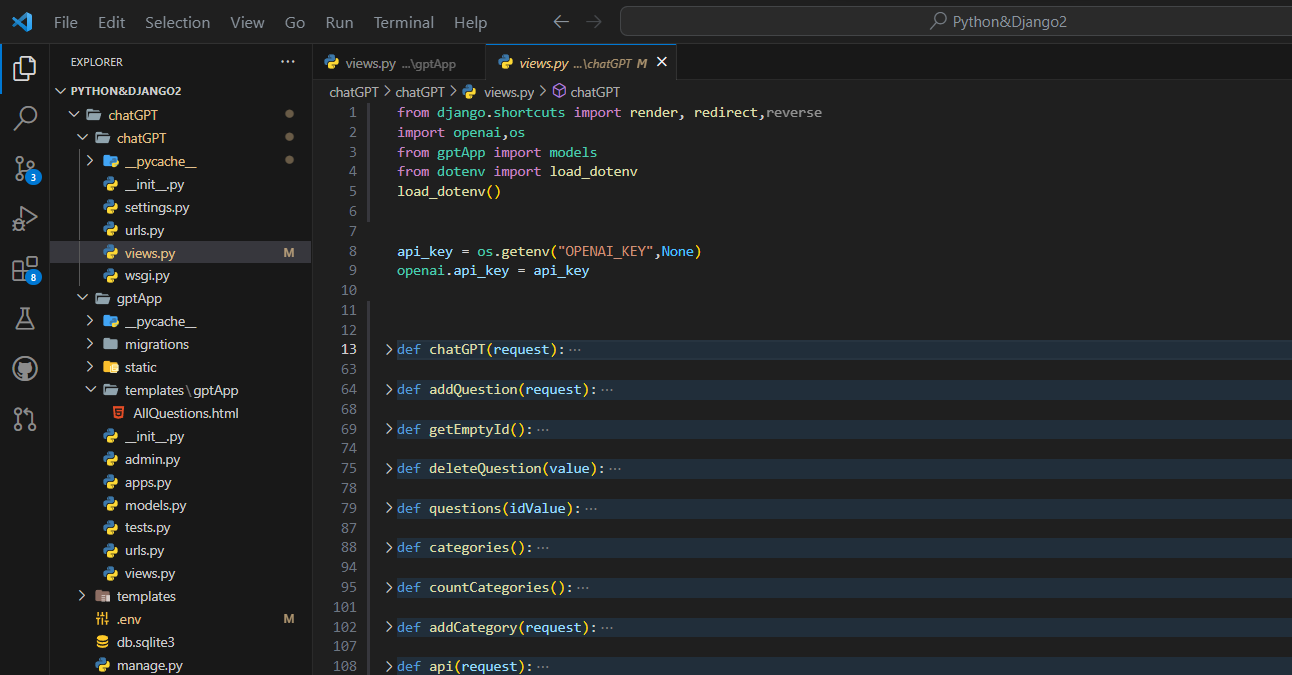 File Edit Selection View Go Run Terminal Help ← → Python&Django2
EXPLORER ···
PYTHON&DJANGO2
chatGPT
chatGPT
__pycache__
__init__.py
settings.py
urls.py
views.py M
wsgi.py
gptApp
__pycache__
migrations
static
templates\gptApp
AllQuestions.html
__init__.py
admin.py
apps.py
models.py
tests.py
urls.py
views.py
templates
.env M
db.sqlite3
manage.py
3
8
views.py ...\gptApp views.py ...\chatGPT M ×
chatGPT > chatGPT > views.py > chatGPT
1 from django.shortcuts import render, redirect,reverse
2 import openai,os
3 from gptApp import models
4 from dotenv import load_dotenv
5 load_dotenv()
6
7
8 api_key = os.getenv("OPENAI_KEY",None)
9 openai.api_key = api_key
10
11
12
13 > def chatGPT(request): ···
63
64 > def addQuestion(request): ···
68
69 > def getEmptyId(): ···
74
75 > def deleteQuestion(value): ···
78
79 > def questions(idValue): ···
87
88 > def categories(): ···
94
95 > def countCategories(): ···
101
102 > def addCategory(request): ···
107
108 > def api(request): ···